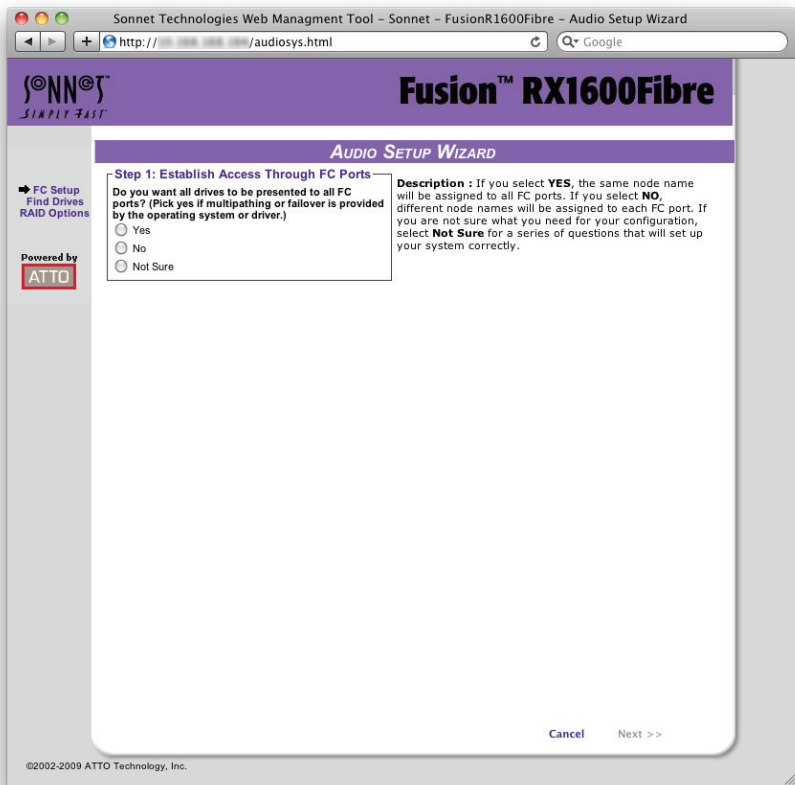 Sonnet Technologies Web Managment Tool – Sonnet – FusionR1600Fibre – Audio Setup Wizard
http:// /audiosys.html
Google
SONNET™
SIMPLY FAST®
Fusion™ RX1600Fibre
AUDIO SETUP WIZARD
FC Setup
Find Drives
RAID Options
Powered by
ATTO
Step 1: Establish Access Through FC Ports
Do you want all drives to be presented to all FC
ports? (Pick yes if multipathing or failover is provided
by the operating system or driver.)
Yes
No
Not Sure
Description : If you select YES, the same node name
will be assigned to all FC ports. If you select NO,
different node names will be assigned to each FC port. If
you are not sure what you need for your configuration,
select Not Sure for a series of questions that will set up
your system correctly.
Cancel
Next >>
©2002-2009 ATTO Technology, Inc.